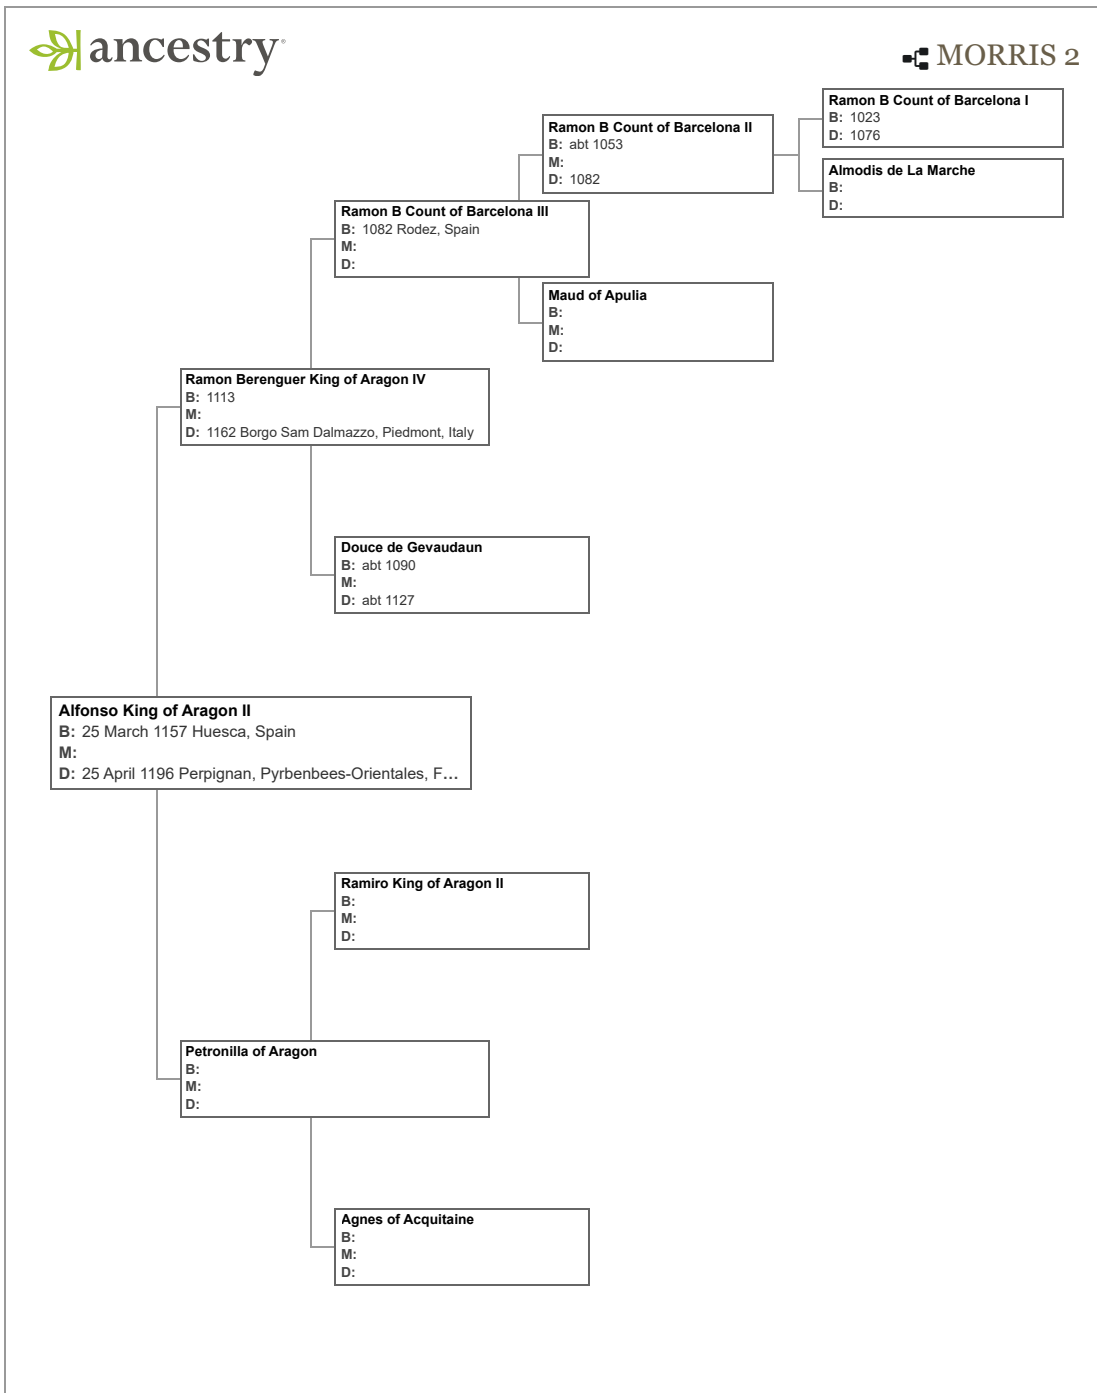 ancestry
MORRIS 2
Ramon B Count of Barcelona I
B: 1023
D: 1076
Ramon B Count of Barcelona II
B: abt 1053
M:
D: 1082
Almodis de La Marche
B:
D:
Ramon B Count of Barcelona III
B: 1082 Rodez, Spain
M:
D:
Maud of Apulia
B:
M:
D:
Ramon Berenguer King of Aragon IV
B: 1113
M:
D: 1162 Borgo Sam Dalmazzo, Piedmont, Italy
Douce de Gevaudaun
B: abt 1090
M:
D: abt 1127
Alfonso King of Aragon II
B: 25 March 1157 Huesca, Spain
M:
D: 25 April 1196 Perpignan, Pyrbenbees-Orientales, F...
Ramiro King of Aragon II
B:
M:
D:
Petronilla of Aragon
B:
M:
D:
Agnes of Acquitaine
B:
M:
D: